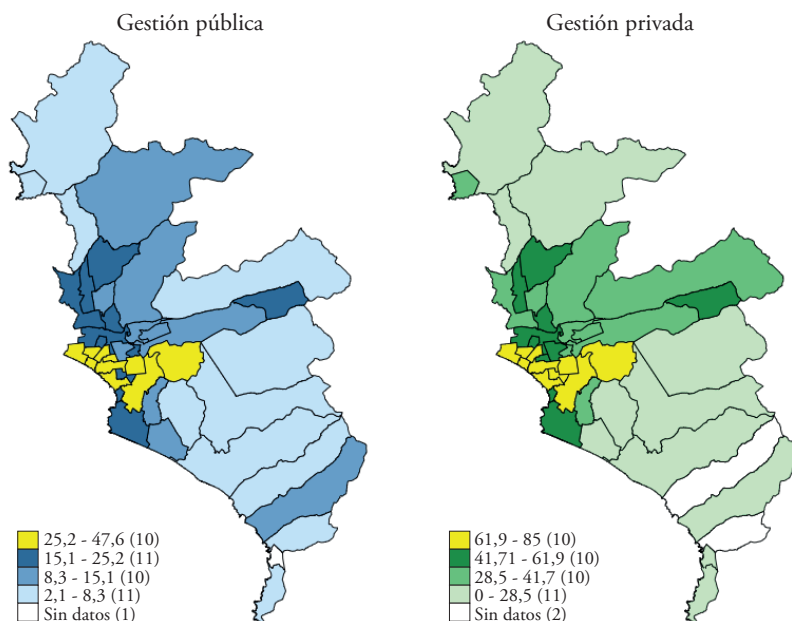 Gestión pública
Gestión privada
25,2 - 47,6 (10)
15,1 - 25,2 (11)
8,3 - 15,1 (10)
2,1 - 8,3 (11)
Sin datos (1)
61,9 - 85 (10)
41,71 - 61,9 (10)
28,5 - 41,7 (10)
0 - 28,5 (11)
Sin datos (2)